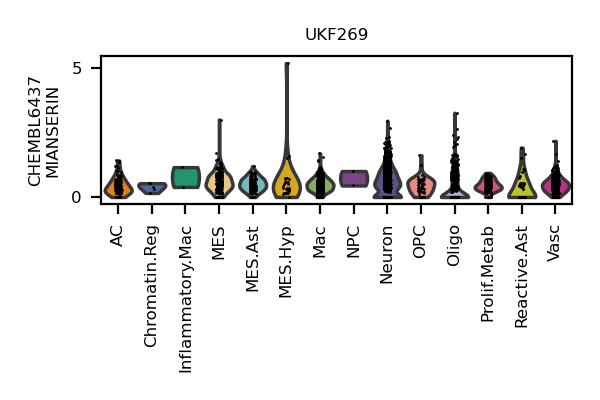 UKF269
CHEMBL6437
MIANSERIN
5
0
AC
Chromatin.Reg
Inflammatory.Mac
MES
MES.Ast
MES.Hyp
Mac
NPC
Neuron
OPC
Oligo
Prolif.Metab
Reactive.Ast
Vasc